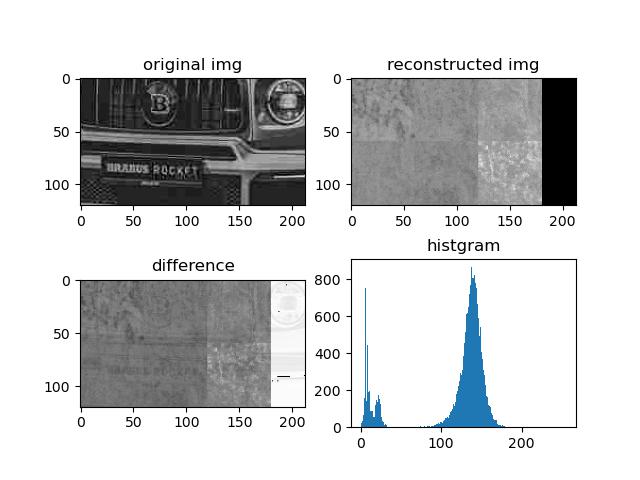 original img
reconstructed img
0
50
100
0 50 100 150 200
B
BRABUS ROCKET
0
50
100
0 50 100 150 200
difference
0
50
100
0 50 100 150 200
histgram
800
600
400
200
0
0 100 200